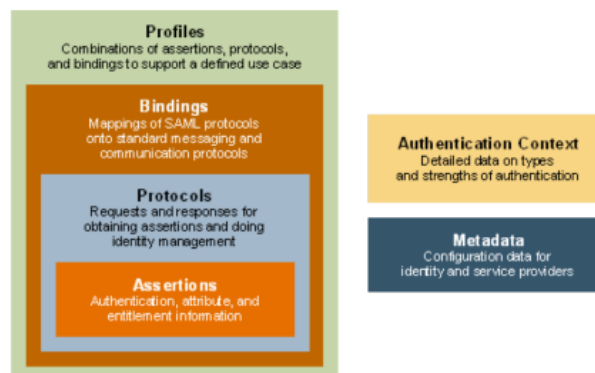 Profiles
Combinations of assertions, protocols,
and bindings to support a defined use case
Bindings
Mappings of SAML protocols
onto standard messaging and
communication protocols
Protocols
Requests and responses for
obtaining assertions and doing
identity management
Assertions
Authentication, attribute, and
entitlement information
Authentication Context
Detailed data on types
and strengths of authentication
Metadata
Configuration data for
identity and service providers